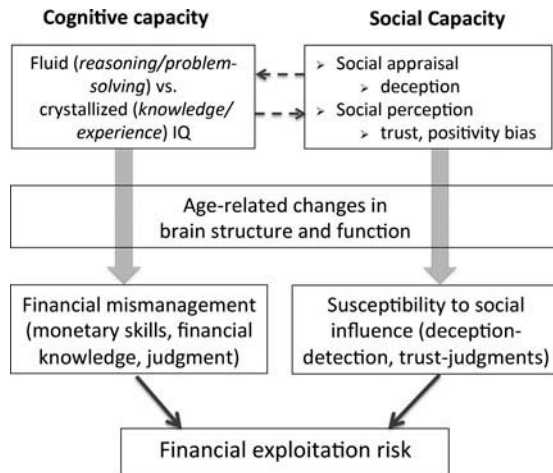 Cognitive capacity
Fluid (reasoning/problem-
solving) vs.
crystallized (knowledge/
experience) IQ
Social Capacity
➢ Social appraisal
➢ deception
➢ Social perception
➢ trust, positivity bias
Age-related changes in
brain structure and function
Financial mismanagement
(monetary skills, financial
knowledge, judgment)
Susceptibility to social
influence (deception-
detection, trust-judgments)
Financial exploitation risk